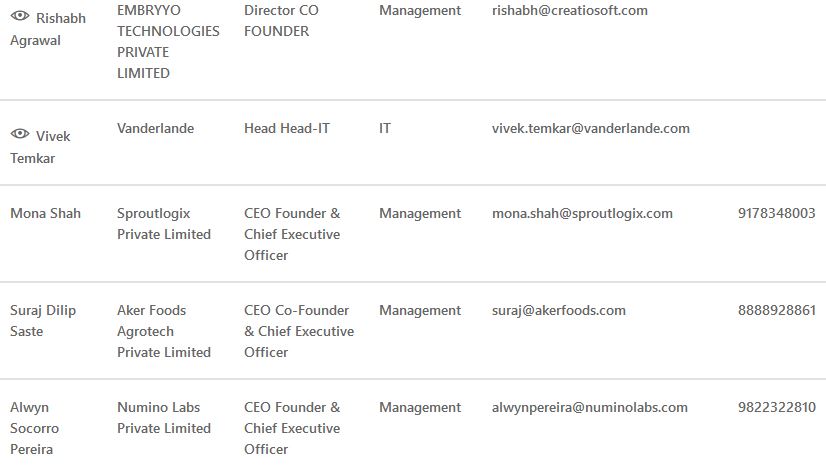 Rishabh Agrawal
EMBRYYO TECHNOLOGIES PRIVATE LIMITED
Director CO FOUNDER
Management
rishabh@creatiosoft.com
Vivek Temkar
Vanderlande
Head Head-IT
IT
vivek.temkar@vanderlande.com
Mona Shah
Sproutlogix Private Limited
CEO Founder & Chief Executive Officer
Management
mona.shah@sproutlogix.com
9178348003
Suraj Dilip Saste
Aker Foods Agrotech Private Limited
CEO Co-Founder & Chief Executive Officer
Management
suraj@akerfoods.com
8888928861
Alwyn Socorro Pereira
Numino Labs Private Limited
CEO Founder & Chief Executive Officer
Management
alwynpereira@numinolabs.com
9822322810